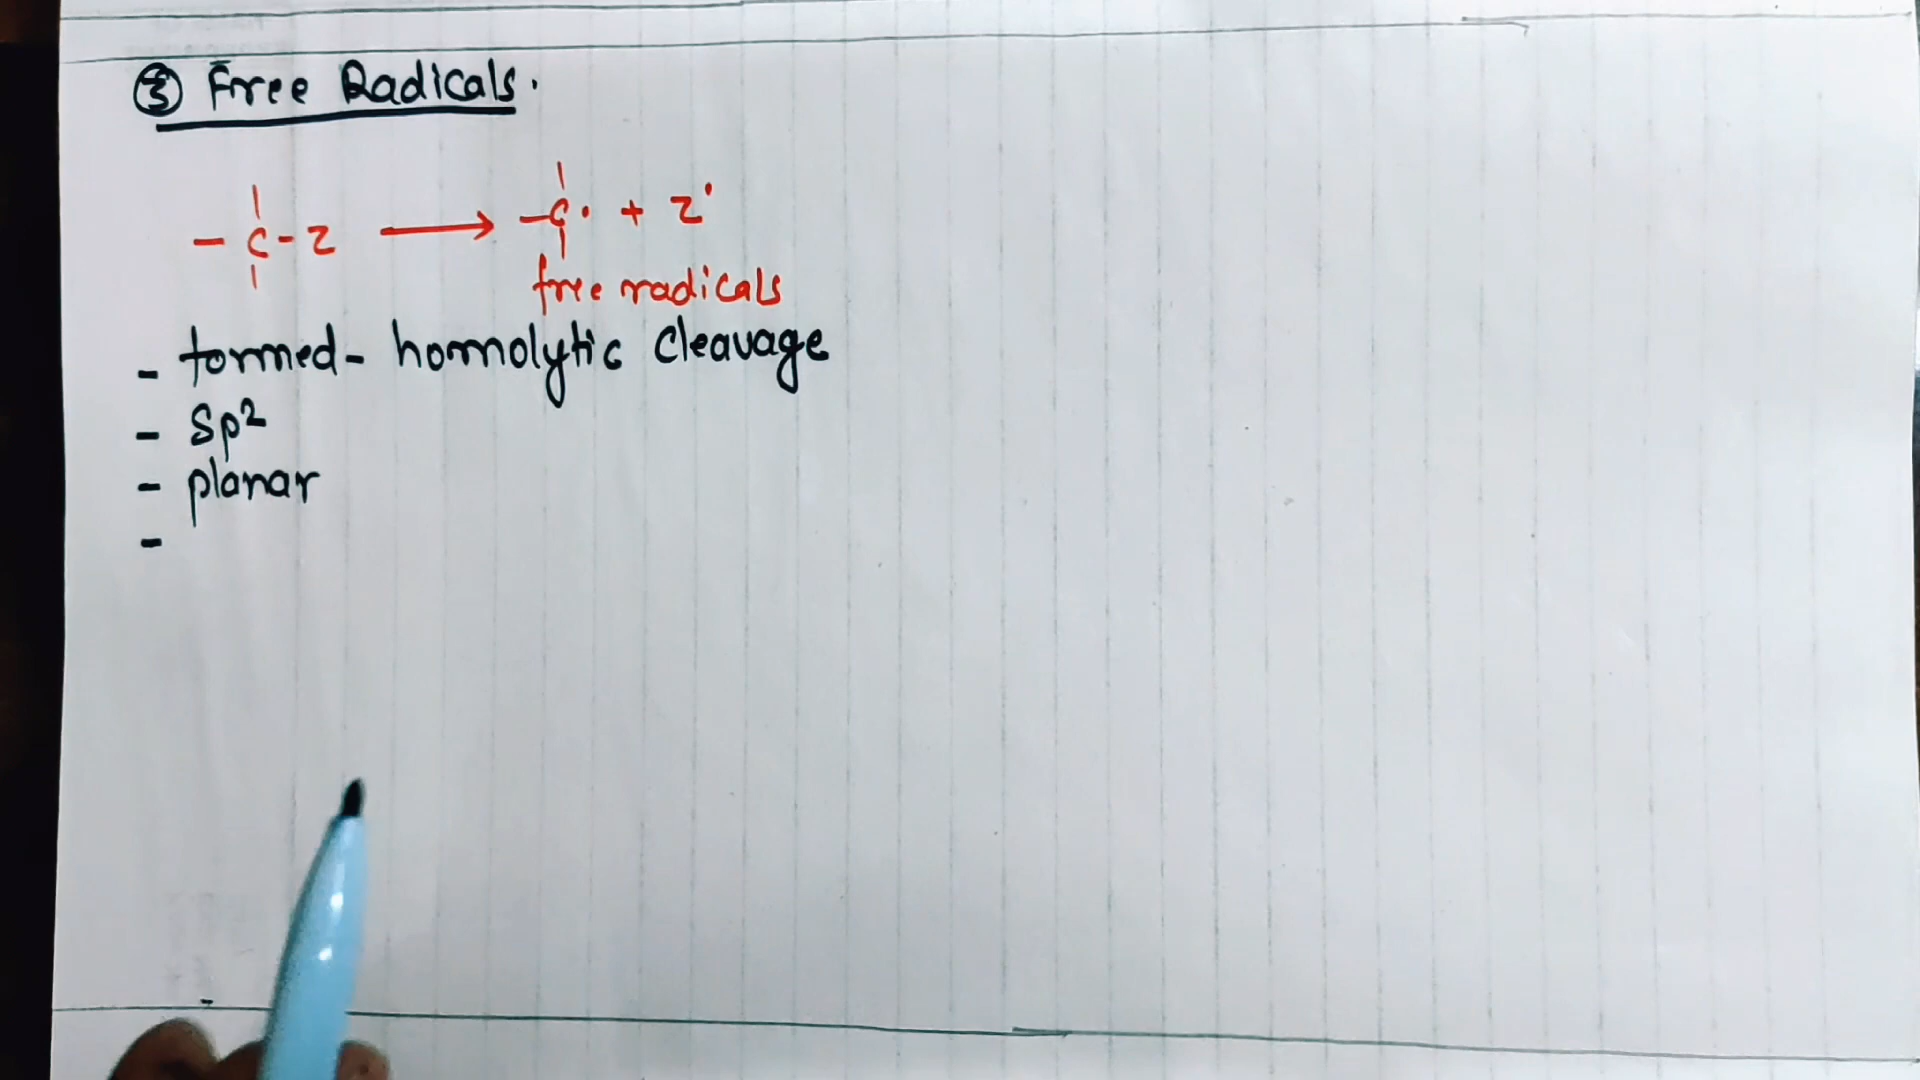 ③ Free Radicals.
- C - Z ⟶ - C· + Z·
free radicals
- formed - homolytic cleavage
- Sp²
- planar
-